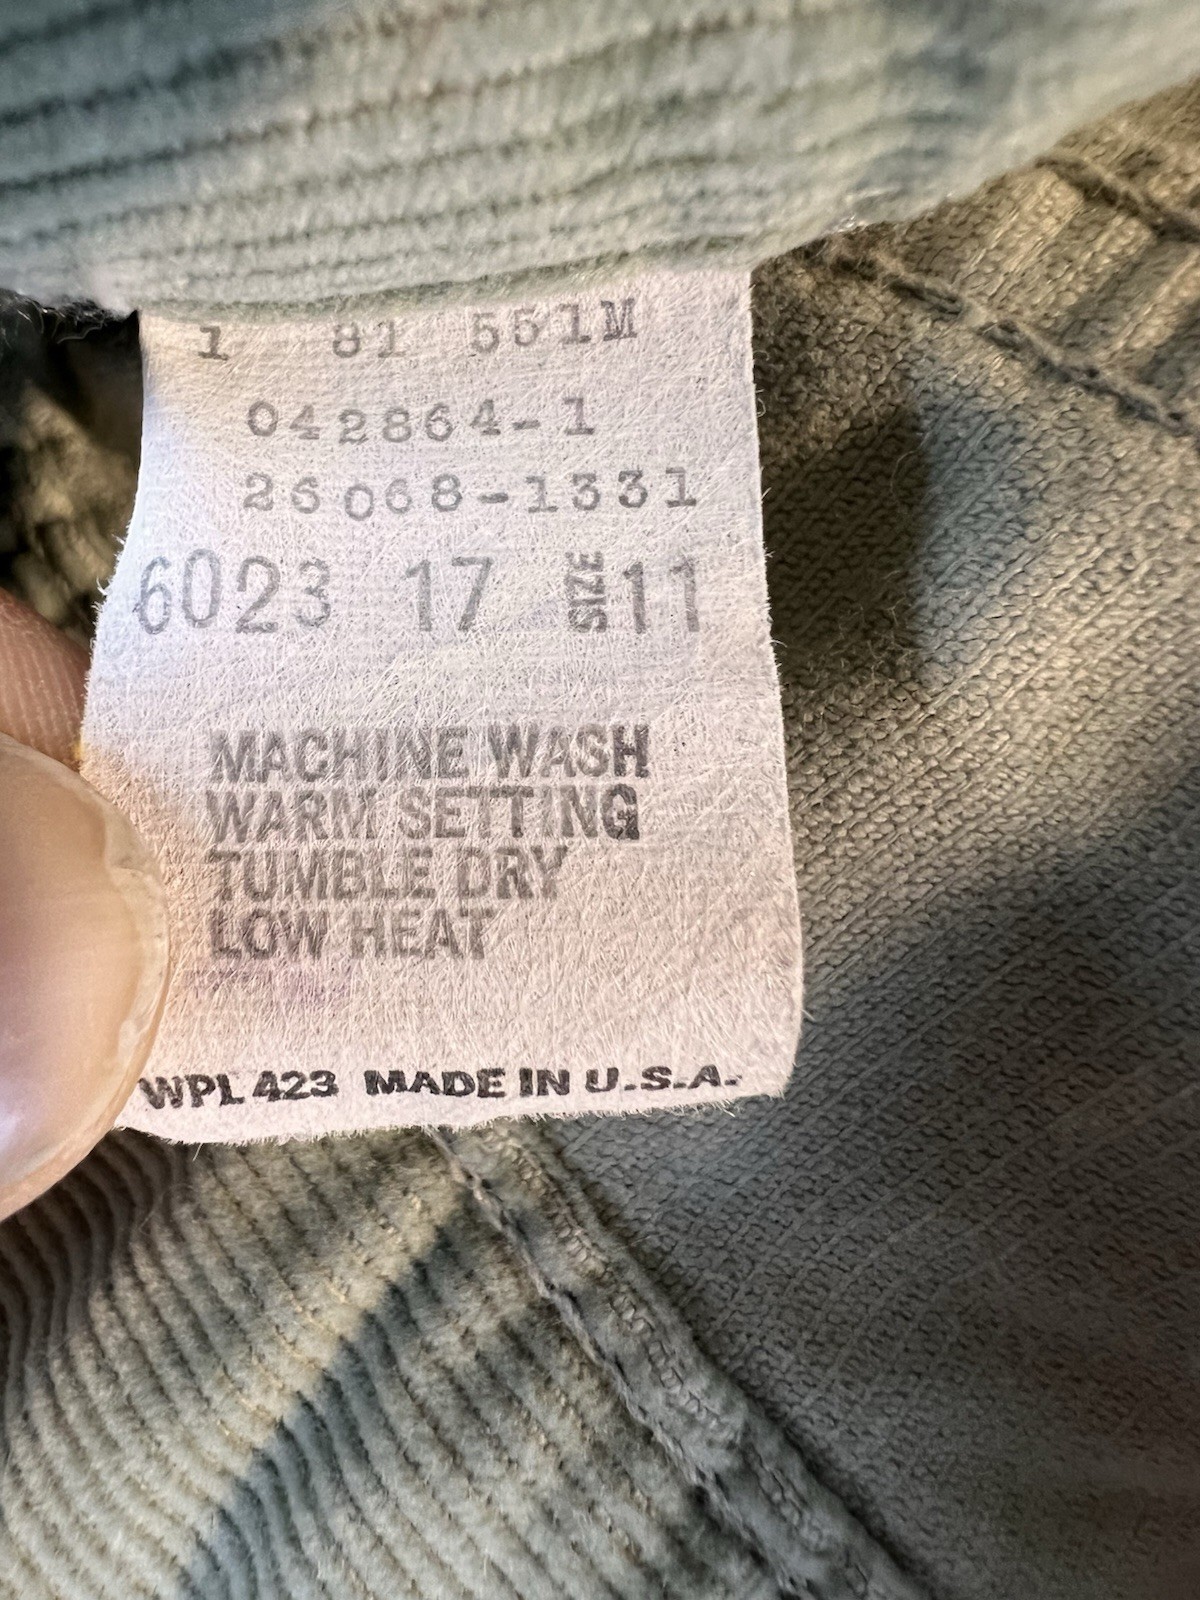 1 81 551M
042864-1
26068-1331
6023 17 SIZE 11
MACHINE WASH
WARM SETTING
TUMBLE DRY
LOW HEAT
WPL 423 MADE IN U.S.A.